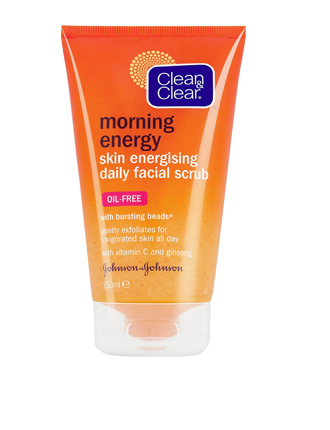 Clean &
Clear®
morning
energy
skin energising
daily facial scrub
OIL-FREE
with bursting beads®
gently exfoliates for
invigorated skin all day
with vitamin C and ginseng
Johnson & Johnson
150ml ℮